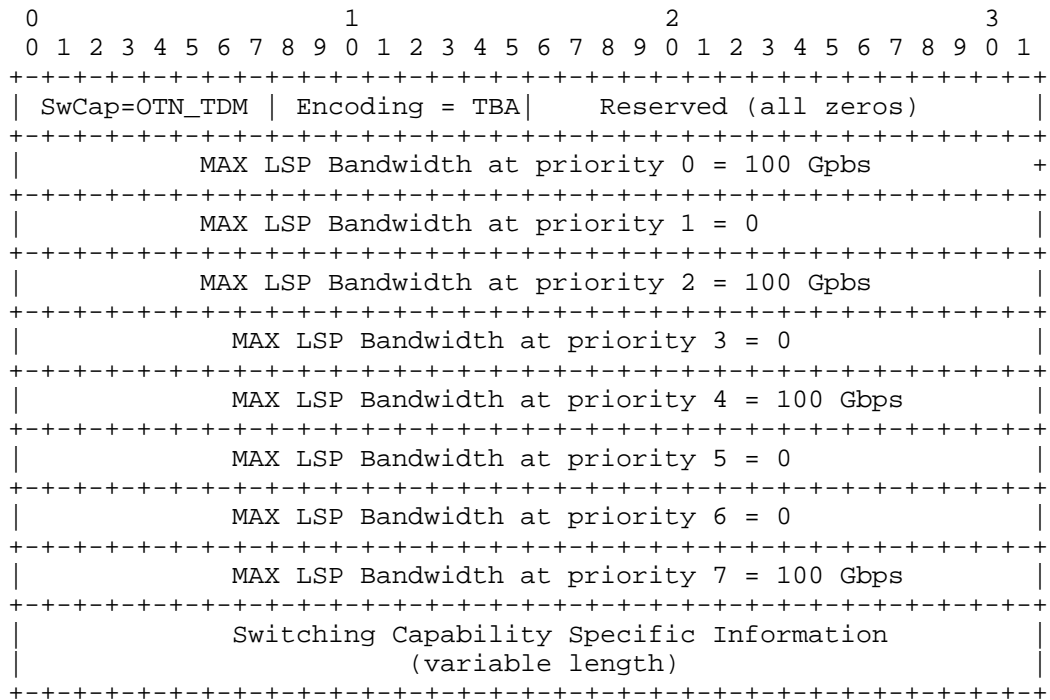 0                   1                   2                   3
 0 1 2 3 4 5 6 7 8 9 0 1 2 3 4 5 6 7 8 9 0 1 2 3 4 5 6 7 8 9 0 1
+-+-+-+-+-+-+-+-+-+-+-+-+-+-+-+-+-+-+-+-+-+-+-+-+-+-+-+-+-+-+-+-+
| SwCap=OTN_TDM | Encoding = TBA|    Reserved (all zeros)       |
+-+-+-+-+-+-+-+-+-+-+-+-+-+-+-+-+-+-+-+-+-+-+-+-+-+-+-+-+-+-+-+-+
|           MAX LSP Bandwidth at priority 0 = 100 Gpbs          +
+-+-+-+-+-+-+-+-+-+-+-+-+-+-+-+-+-+-+-+-+-+-+-+-+-+-+-+-+-+-+-+-+
|           MAX LSP Bandwidth at priority 1 = 0                 |
+-+-+-+-+-+-+-+-+-+-+-+-+-+-+-+-+-+-+-+-+-+-+-+-+-+-+-+-+-+-+-+-+
|           MAX LSP Bandwidth at priority 2 = 100 Gpbs          |
+-+-+-+-+-+-+-+-+-+-+-+-+-+-+-+-+-+-+-+-+-+-+-+-+-+-+-+-+-+-+-+-+
|             MAX LSP Bandwidth at priority 3 = 0               |
+-+-+-+-+-+-+-+-+-+-+-+-+-+-+-+-+-+-+-+-+-+-+-+-+-+-+-+-+-+-+-+-+
|             MAX LSP Bandwidth at priority 4 = 100 Gbps        |
+-+-+-+-+-+-+-+-+-+-+-+-+-+-+-+-+-+-+-+-+-+-+-+-+-+-+-+-+-+-+-+-+
|             MAX LSP Bandwidth at priority 5 = 0               |
+-+-+-+-+-+-+-+-+-+-+-+-+-+-+-+-+-+-+-+-+-+-+-+-+-+-+-+-+-+-+-+-+
|             MAX LSP Bandwidth at priority 6 = 0               |
+-+-+-+-+-+-+-+-+-+-+-+-+-+-+-+-+-+-+-+-+-+-+-+-+-+-+-+-+-+-+-+-+
|             MAX LSP Bandwidth at priority 7 = 100 Gbps        |
+-+-+-+-+-+-+-+-+-+-+-+-+-+-+-+-+-+-+-+-+-+-+-+-+-+-+-+-+-+-+-+-+
|             Switching Capability Specific Information         |
|                        (variable length)                      |
+-+-+-+-+-+-+-+-+-+-+-+-+-+-+-+-+-+-+-+-+-+-+-+-+-+-+-+-+-+-+-+-+